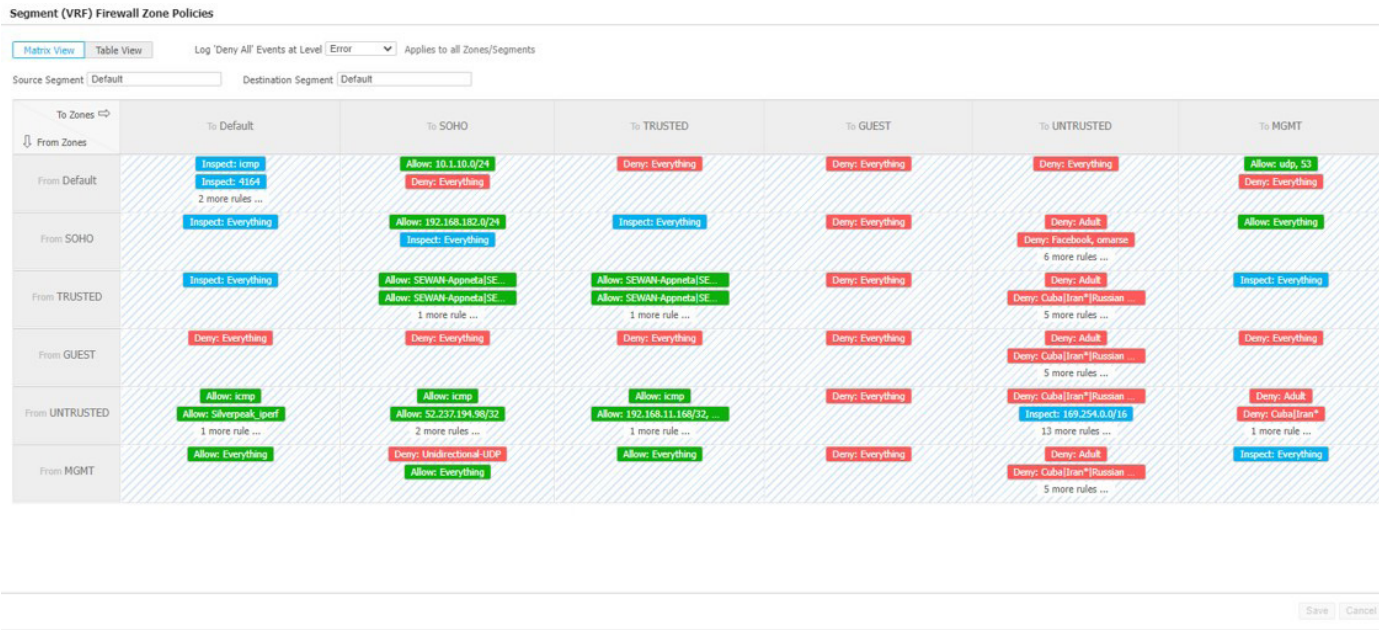 Segment (VRF) Firewall Zone Policies
Matrix View Table View Log 'Deny All' Events at Level Error Applies to all Zones/Segments
Source Segment Default Destination Segment Default
To Zones ⇨
⇩ From Zones
To Default To SOHO To TRUSTED To GUEST To UNTRUSTED To MGMT
From Default
Inspect: icmp
Inspect: 4164
2 more rules ...
Allow: 10.1.10.0/24
Deny: Everything
Deny: Everything
Deny: Everything
Deny: Everything
Allow: udp, 53
Deny: Everything
From SOHO
Inspect: Everything
Allow: 192.168.182.0/24
Inspect: Everything
Inspect: Everything
Deny: Everything
Deny: Adult
Deny: Facebook, omarse
6 more rules ...
Allow: Everything
From TRUSTED
Inspect: Everything
Allow: SEWAN-Appneta|SE...
Allow: SEWAN-Appneta|SE...
1 more rule ...
Allow: SEWAN-Appneta|SE...
Allow: SEWAN-Appneta|SE...
1 more rule ...
Deny: Everything
Deny: Adult
Deny: Cuba|Iran*|Russian ...
5 more rules ...
Inspect: Everything
From GUEST
Deny: Everything
Deny: Everything
Deny: Everything
Deny: Everything
Deny: Adult
Deny: Cuba|Iran*|Russian ...
5 more rules ...
Deny: Everything
From UNTRUSTED
Allow: icmp
Allow: Silverpeak_iperf
1 more rule ...
Allow: icmp
Allow: 52.237.194.98/32
2 more rules ...
Allow: icmp
Allow: 192.168.11.168/32, ...
1 more rule ...
Deny: Everything
Deny: Cuba|Iran*|Russian ...
Inspect: 169.254.0.0/16
13 more rules ...
Deny: Adult
Deny: Cuba|Iran*
1 more rule ...
From MGMT
Allow: Everything
Deny: Unidirectional-UDP
Allow: Everything
Allow: Everything
Deny: Everything
Deny: Adult
Deny: Cuba|Iran*|Russian ...
5 more rules ...
Inspect: Everything
Save Cancel